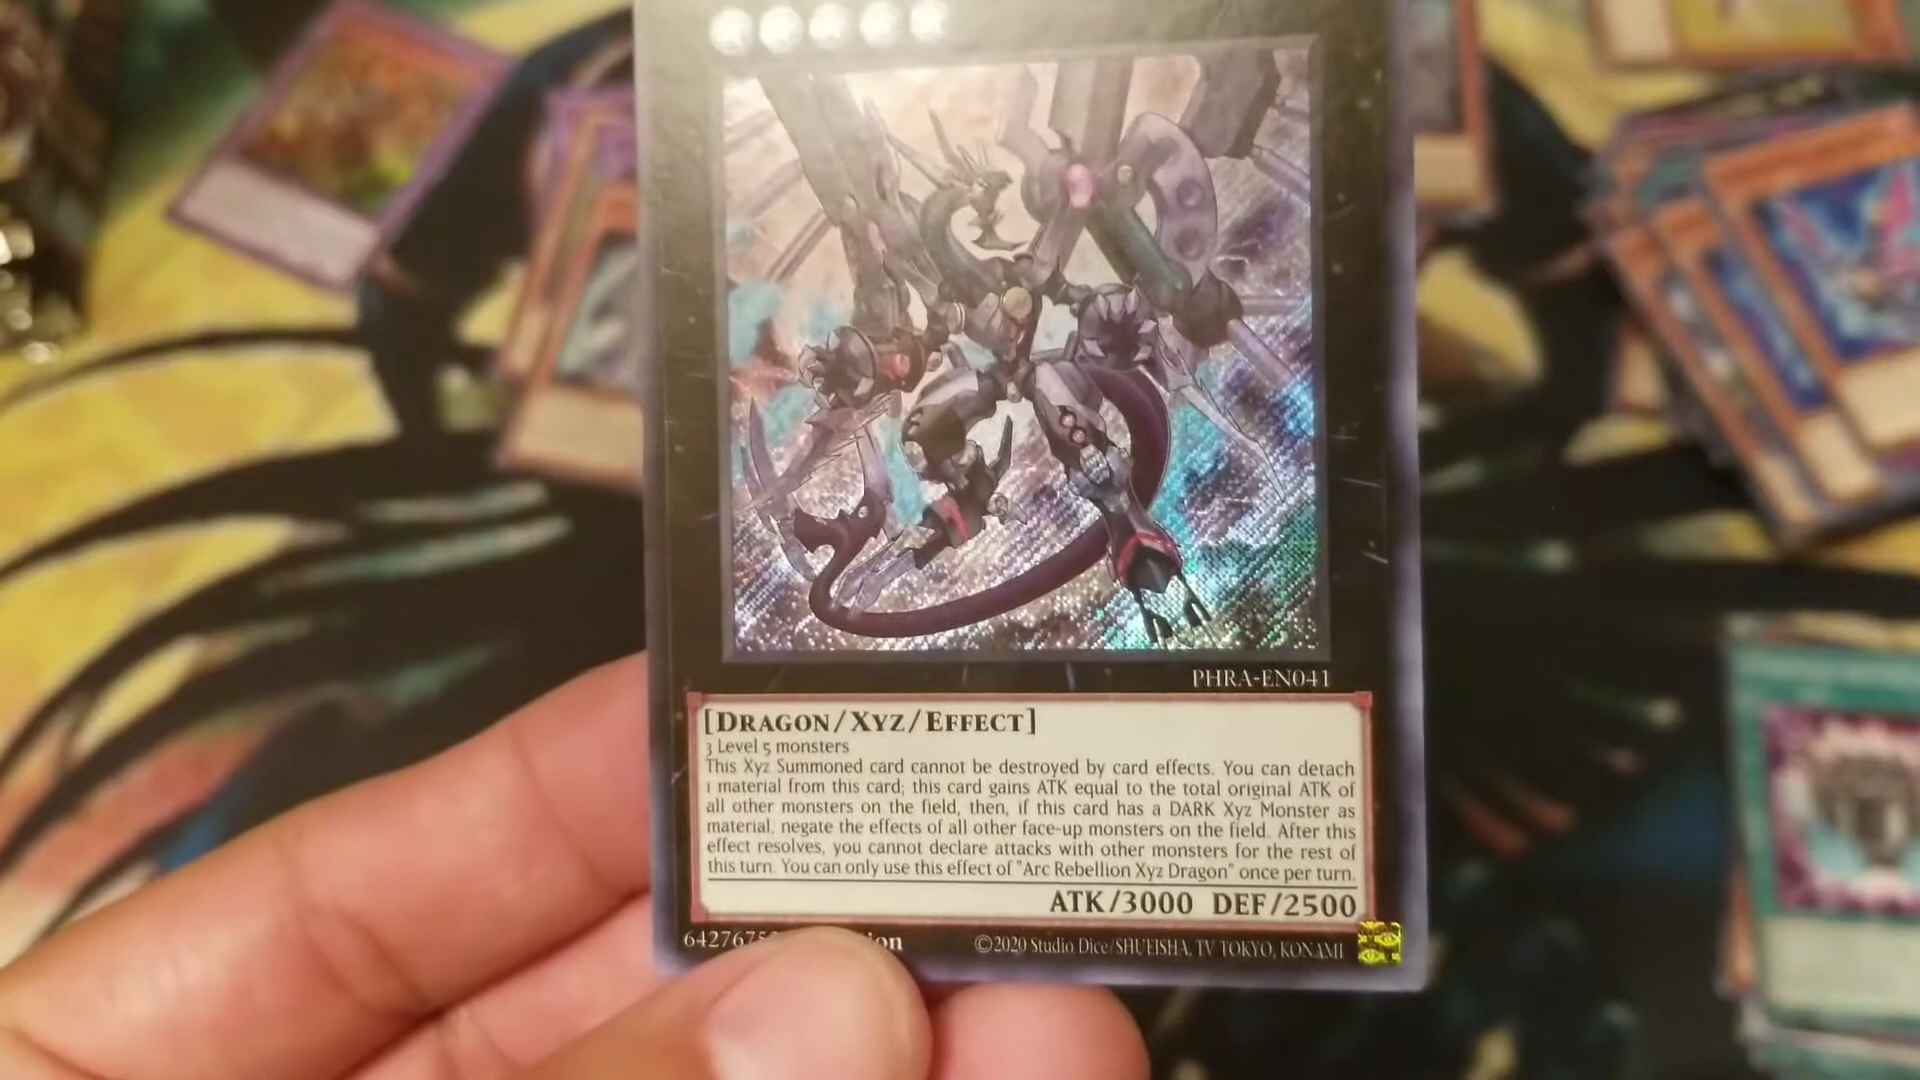 PHRA-EN041
[DRAGON/XYZ/EFFECT]
3 Level 5 monsters
This Xyz Summoned card cannot be destroyed by card effects. You can detach
1 material from this card; this card gains ATK equal to the total original ATK of
all other monsters on the field, then, if this card has a DARK Xyz Monster as
material, negate the effects of all other face-up monsters on the field. After this
effect resolves, you cannot declare attacks with other monsters for the rest of
this turn. You can only use this effect of "Arc Rebellion Xyz Dragon" once per turn.
ATK/3000 DEF/2500
©2020 Studio Dice/SHUEISHA, TV TOKYO, KONAMI